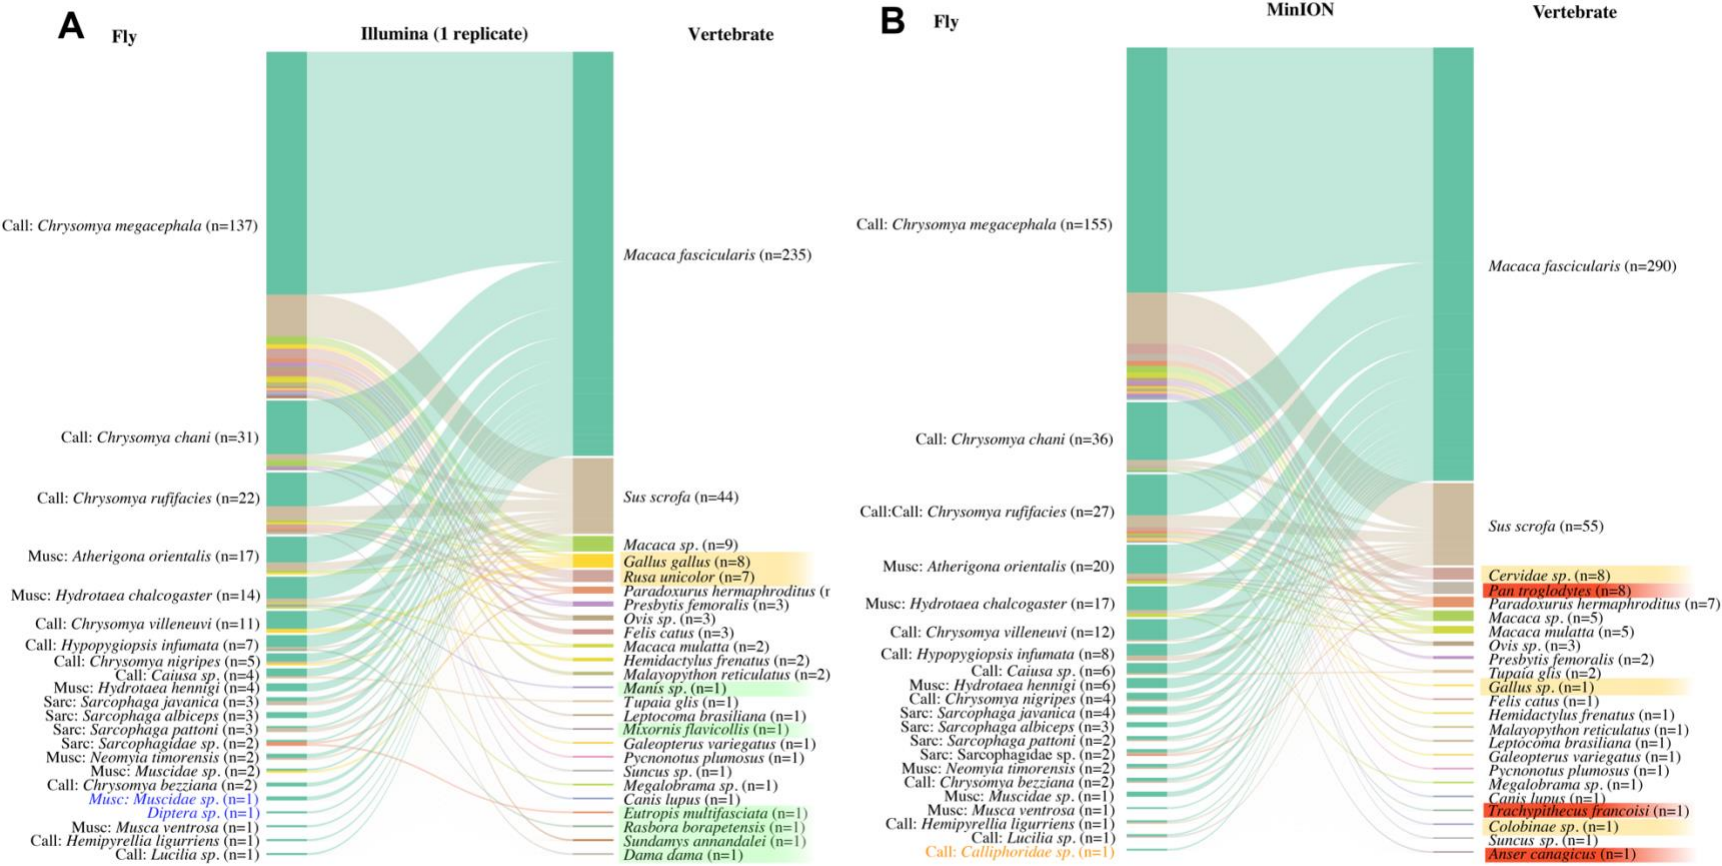 A
Fly
Illumina (1 replicate)
Vertebrate
Call: Chrysomya megacephala (n=137)
Call: Chrysomya chani (n=31)
Call: Chrysomya rufifacies (n=22)
Musc: Atherigona orientalis (n=17)
Musc: Hydrotaea chalcogaster (n=14)
Call: Chrysomya villeneuvi (n=11)
Call: Hypopygiopsis infumata (n=7)
Call: Chrysomya nigripes (n=5)
Call: Caiusa sp. (n=4)
Musc: Hydrotaea hennigi (n=4)
Sarc: Sarcophaga javanica (n=3)
Sarc: Sarcophaga albiceps (n=3)
Sarc: Sarcophaga pattoni (n=3)
Sarc: Sarcophagidae sp. (n=2)
Musc: Neomyia timorensis (n=2)
Musc: Muscidae sp. (n=2)
Call: Chrysomya bezziana (n=2)
Musc: Muscidae sp. (n=1)
Diptera sp. (n=1)
Musc: Musca ventrosa (n=1)
Call: Hemipyrellia ligurriens (n=1)
Call: Lucilia sp. (n=1)
Macaca fascicularis (n=235)
Sus scrofa (n=44)
Macaca sp. (n=9)
Gallus gallus (n=8)
Rusa unicolor (n=7)
Paradoxurus hermaphroditus (r
Presbytis femoralis (n=3)
Ovis sp. (n=3)
Felis catus (n=3)
Macaca mulatta (n=2)
Hemidactylus frenatus (n=2)
Malayopython reticulatus (n=2)
Manis sp. (n=1)
Tupaia glis (n=1)
Leptocoma brasiliana (n=1)
Mixornis flavicollis (n=1)
Galeopterus variegatus (n=1)
Pycnonotus plumosus (n=1)
Suncus sp. (n=1)
Megalobrama sp. (n=1)
Canis lupus (n=1)
Eutropis multifasciata (n=1)
Rasbora borapetensis (n=1)
Sundamys annandalei (n=1)
Dama dama (n=1)
B
Fly
MinION
Vertebrate
Call: Chrysomya megacephala (n=155)
Call: Chrysomya chani (n=36)
Call:Call: Chrysomya rufifacies (n=27)
Musc: Atherigona orientalis (n=20)
Musc: Hydrotaea chalcogaster (n=17)
Call: Chrysomya villeneuvi (n=12)
Call: Hypopygiopsis infumata (n=8)
Call: Caiusa sp. (n=6)
Musc: Hydrotaea hennigi (n=6)
Call: Chrysomya nigripes (n=4)
Sarc: Sarcophaga javanica (n=4)
Sarc: Sarcophaga albiceps (n=3)
Sarc: Sarcophaga pattoni (n=2)
Sarc: Sarcophagidae sp. (n=2)
Musc: Neomyia timorensis (n=2)
Call: Chrysomya bezziana (n=2)
Musc: Muscidae sp. (n=1)
Musc: Musca ventrosa (n=1)
Call: Hemipyrellia ligurriens (n=1)
Call: Lucilia sp. (n=1)
Call: Calliphoridae sp. (n=1)
Macaca fascicularis (n=290)
Sus scrofa (n=55)
Cervidae sp. (n=8)
Pan troglodytes (n=8)
Paradoxurus hermaphroditus (n=7)
Macaca sp. (n=5)
Macaca mulatta (n=5)
Ovis sp. (n=3)
Presbytis femoralis (n=2)
Tupaia glis (n=2)
Gallus sp. (n=1)
Felis catus (n=1)
Hemidactylus frenatus (n=1)
Malayopython reticulatus (n=1)
Leptocoma brasiliana (n=1)
Galeopterus variegatus (n=1)
Pycnonotus plumosus (n=1)
Megalobrama sp. (n=1)
Canis lupus (n=1)
Trachypithecus francoisi (n=1)
Colobinae sp. (n=1)
Suncus sp. (n=1)
Anser canagicus (n=1)